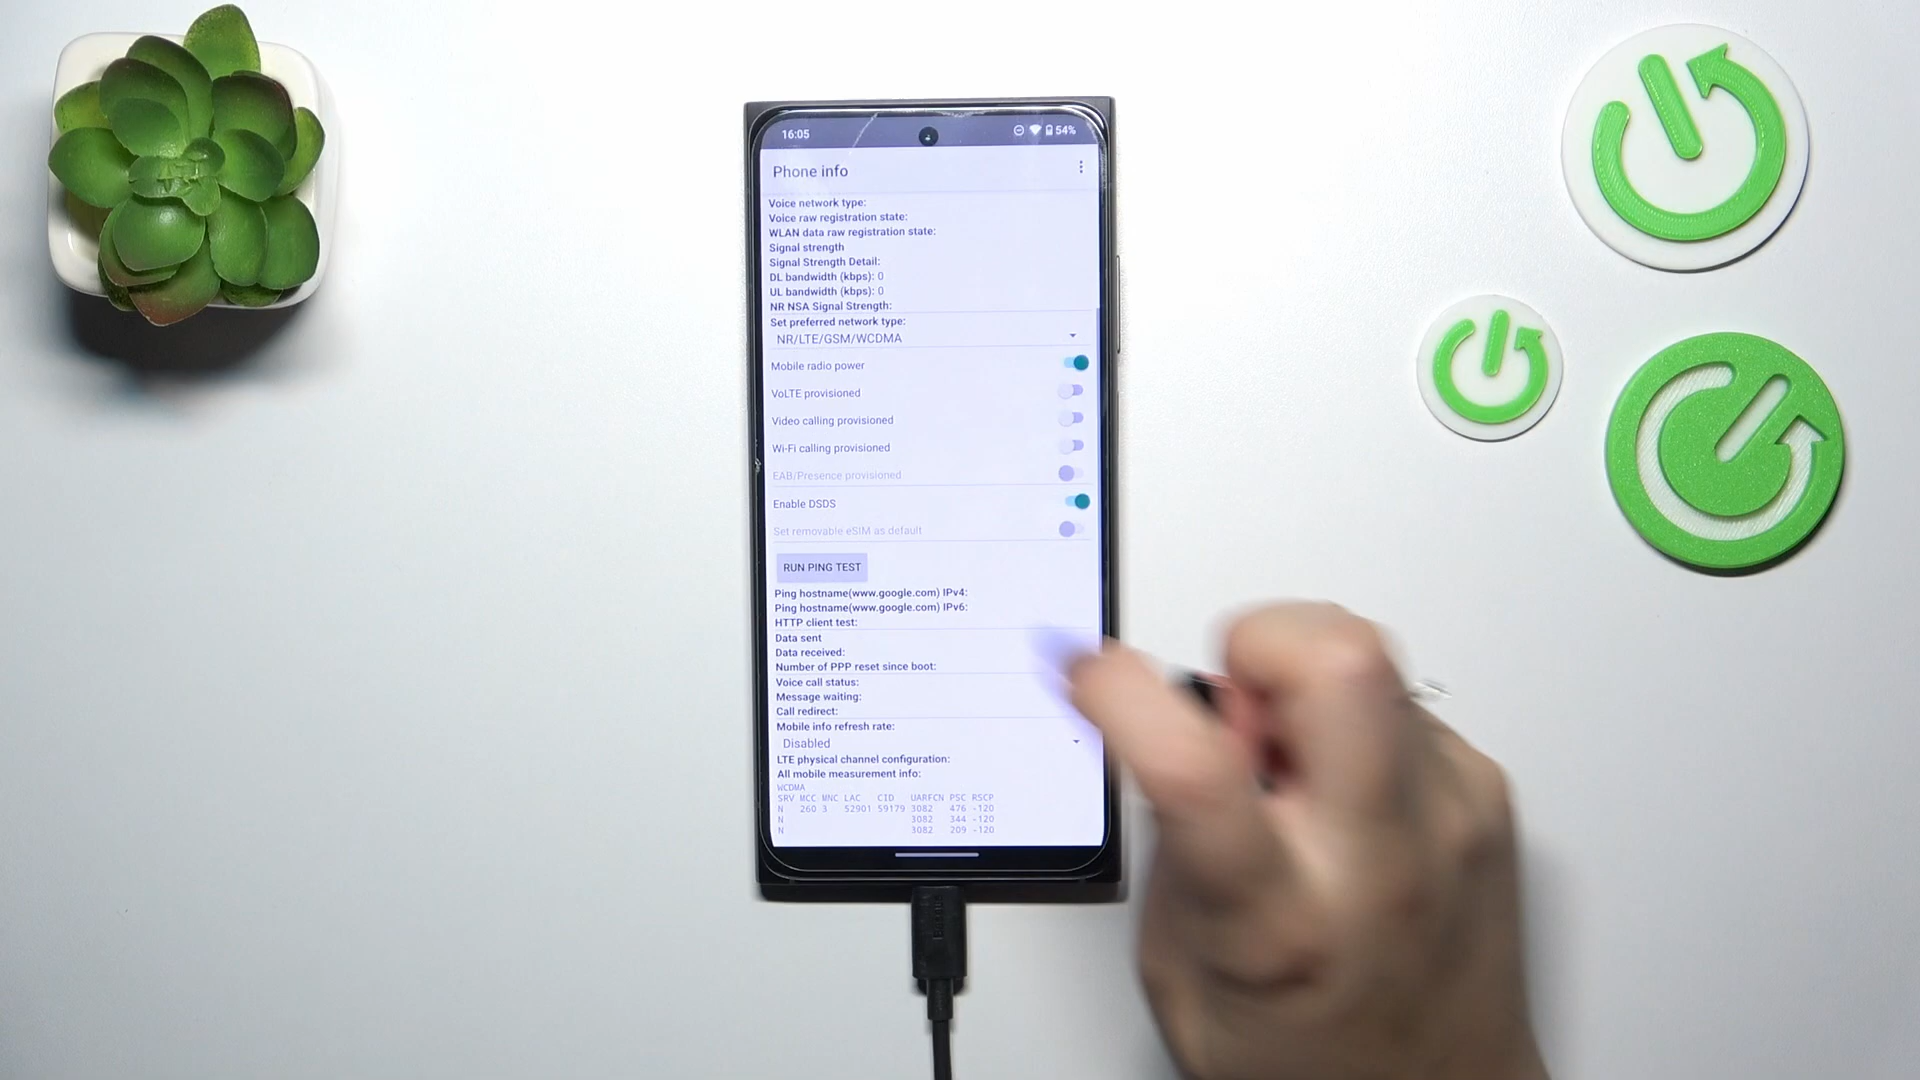 16:05
54%
Phone info
Voice network type:
Voice raw registration state:
WLAN data raw registration state:
Signal strength
Signal Strength Detail:
DL bandwidth (kbps): 0
UL bandwidth (kbps): 0
NR NSA Signal Strength:
Set preferred network type:
NR/LTE/GSM/WCDMA
Mobile radio power
VoLTE provisioned
Video calling provisioned
Wi-Fi calling provisioned
EAB/Presence provisioned
Enable DSDS
Set removable eSIM as default
RUN PING TEST
Ping hostname(www.google.com) IPv4:
Ping hostname(www.google.com) IPv6:
HTTP client test:
Data sent
Data received:
Number of PPP reset since boot:
Voice call status:
Message waiting:
Call redirect:
Mobile info refresh rate:
Disabled
LTE physical channel configuration:
All mobile measurement info:
WCDMA
SRV MCC MNC LAC CID UARFCN PSC RSCP
N 260 3 52901 59179 3082 476 -120
N 3082 344 -120
N 3082 209 -120